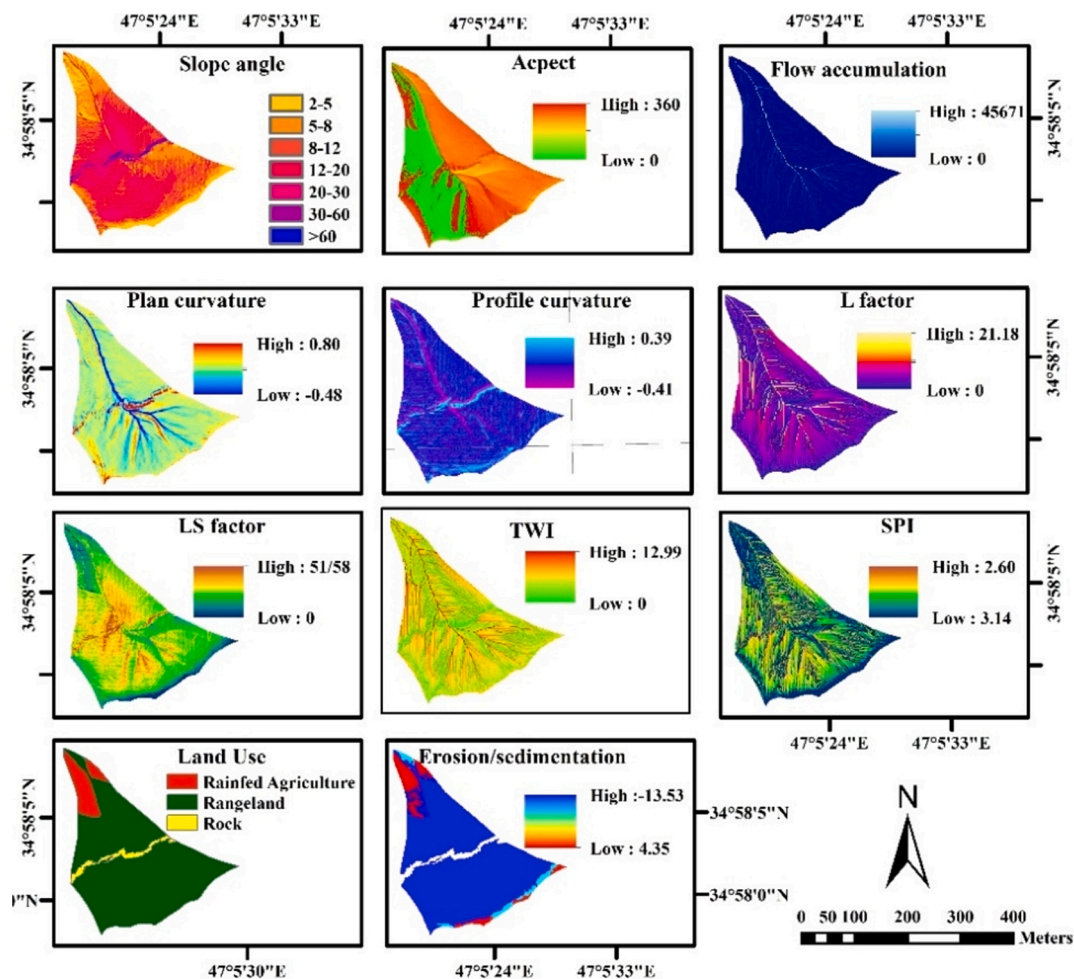 47°5'24"E 47°5'33"E
47°5'24"E 47°5'33"E
47°5'24"E 47°5'33"E
34°58'5"N
Slope angle
2-5
5-8
8-12
12-20
20-30
30-60
>60
Acpect
High : 360
Low : 0
Flow accumulation
High : 45671
Low : 0
34°58'5"N
34°58'5"N
Plan curvature
High : 0.80
Low : -0.48
Profile curvature
High : 0.39
Low : -0.41
L factor
High : 21.18
Low : 0
34°58'5"N
34°58'5"N
LS factor
High : 51/58
Low : 0
TWI
High : 12.99
Low : 0
SPI
High : 2.60
Low : 3.14
34°58'5"N
47°5'24"E 47°5'33"E
34°58'5"N
0"N
Land Use
Rainfed Agriculture
Rangeland
Rock
47°5'30"E
Erosion/sedimentation
High :-13.53
Low : 4.35
34°58'5"N
34°58'0"N
47°5'24"E 47°5'33"E
N
0 50 100 200 300 400
Meters